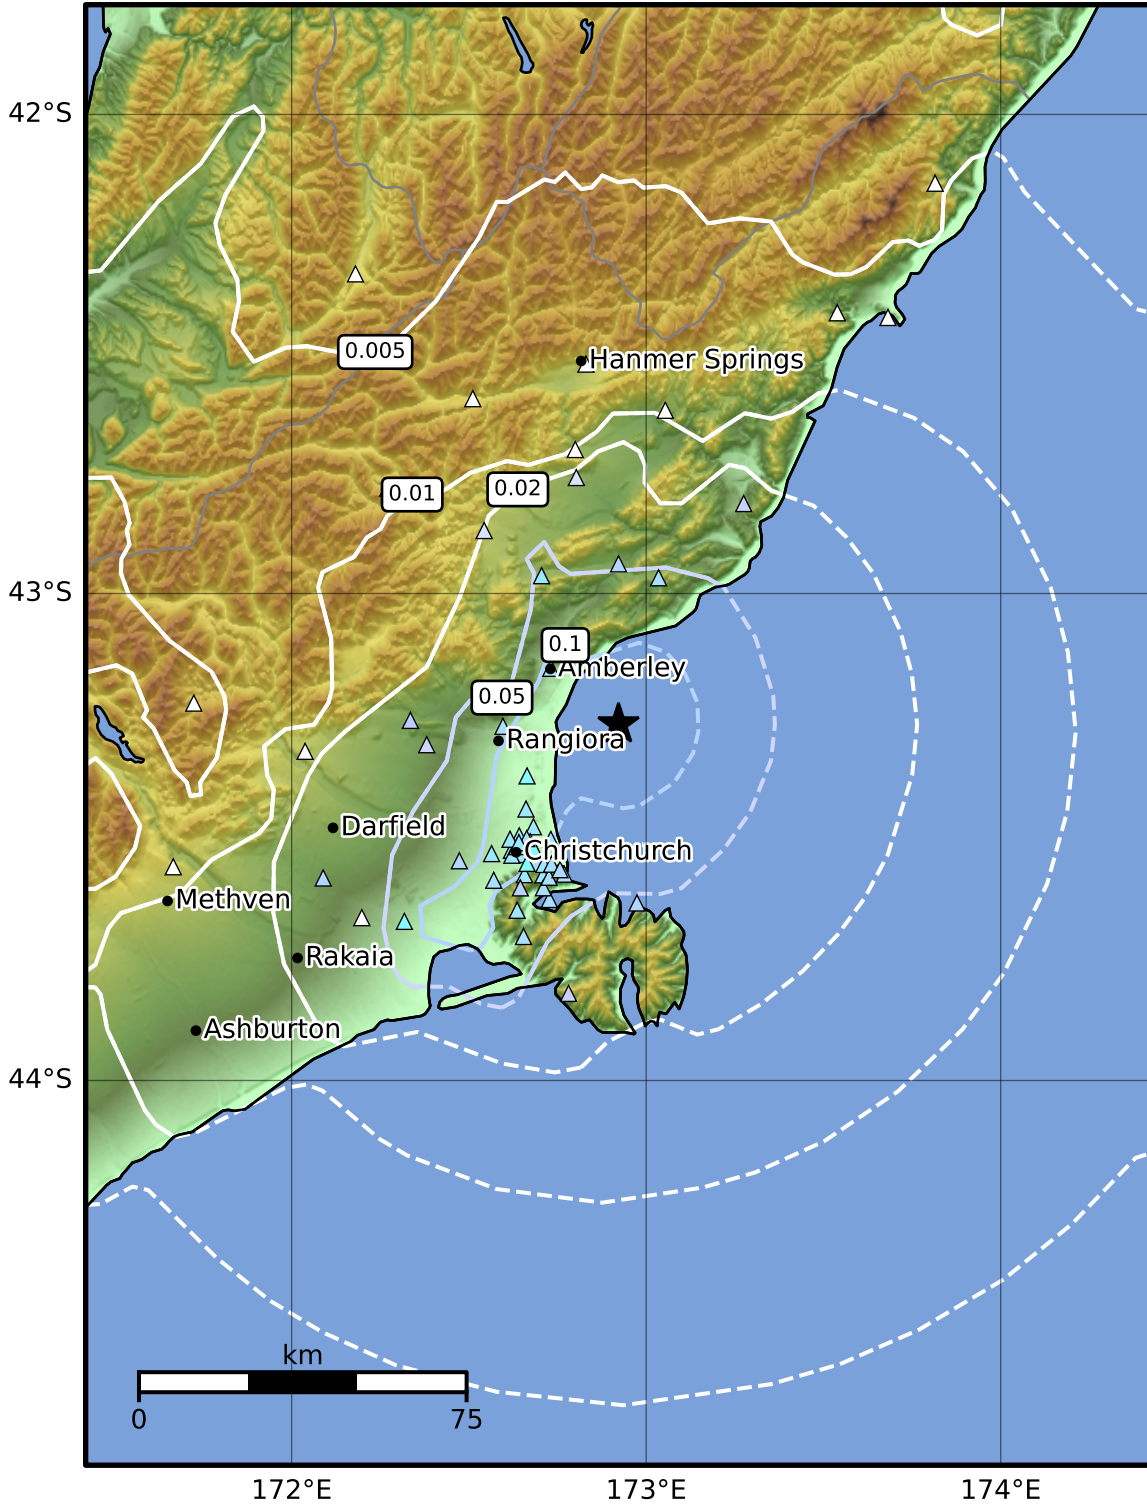 42°S
0.005
Hanmer Springs
0.01
0.02
43°S
0.1
Amberley
0.05
Rangiora
Darfield
Christchurch
Methven
Rakaia
Ashburton
44°S
km
0
75
172°E
173°E
174°E